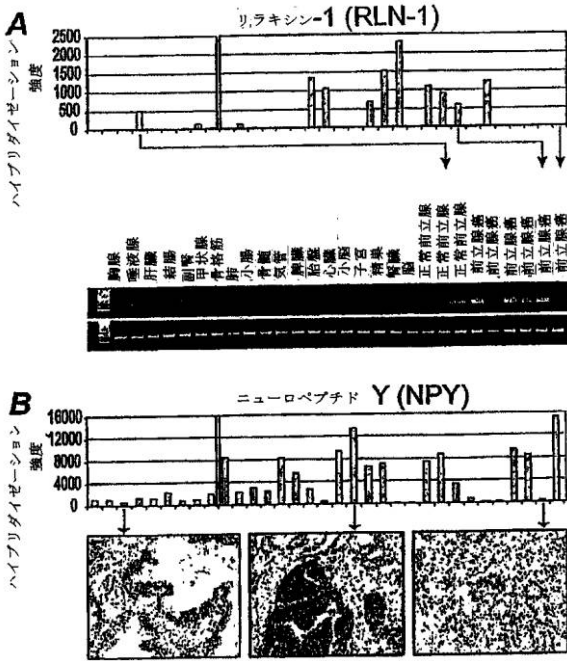 A
リ,ラキシン-1 (RLN-1)
ハイブリダイゼーション
強度
2500
2000
1500
1000
500
0
胸腺
唾液腺
肝臓
結腸
副腎
甲状腺
骨格筋
肺
小腸
骨髄
気管
脾臓
胎盤
心臓
小脳
子宮
精巣
腎臓
脳
正常前立腺
正常前立腺
正常前立腺
前立腺癌
前立腺癌
前立腺癌
前立腺癌
前立腺癌
前立腺癌
B
ニューロペプチド Y (NPY)
ハイブリダイゼーション
強度
16000
12000
8000
4000
0